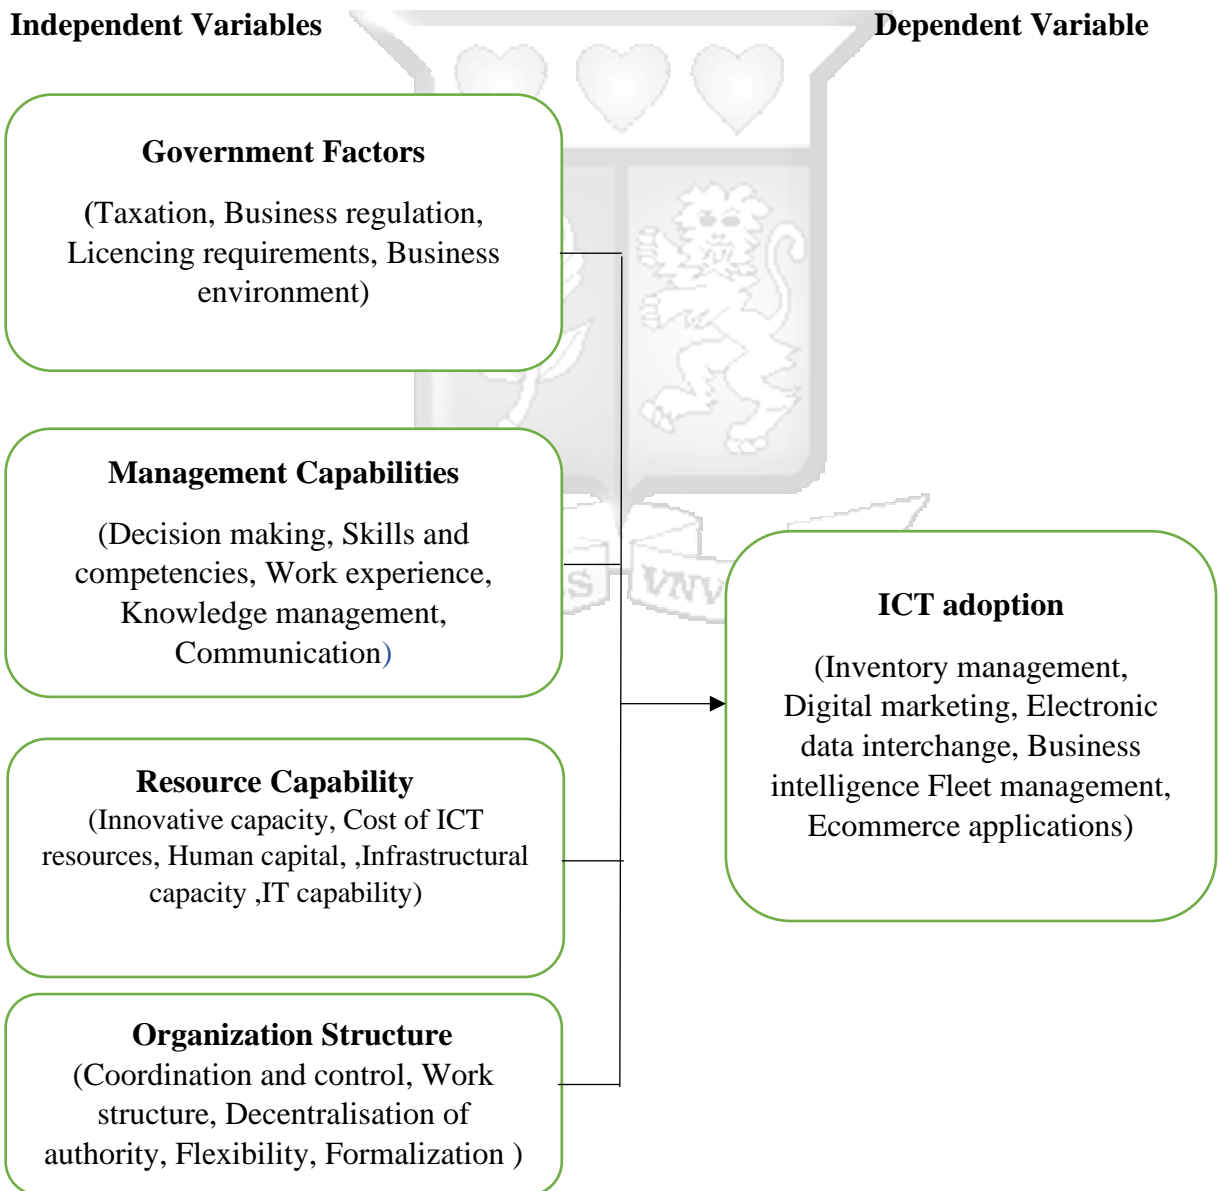 Independent Variables
Dependent Variable
Government Factors
(Taxation, Business regulation,
Licencing requirements, Business
environment)
Management Capabilities
(Decision making, Skills and
competencies, Work experience,
Knowledge management,
Communication)
Resource Capability
(Innovative capacity, Cost of ICT
resources, Human capital, ,Infrastructural
capacity ,IT capability)
Organization Structure
(Coordination and control, Work
structure, Decentralisation of
authority, Flexibility, Formalization )
ICT adoption
(Inventory management,
Digital marketing, Electronic
data interchange, Business
intelligence Fleet management,
Ecommerce applications)